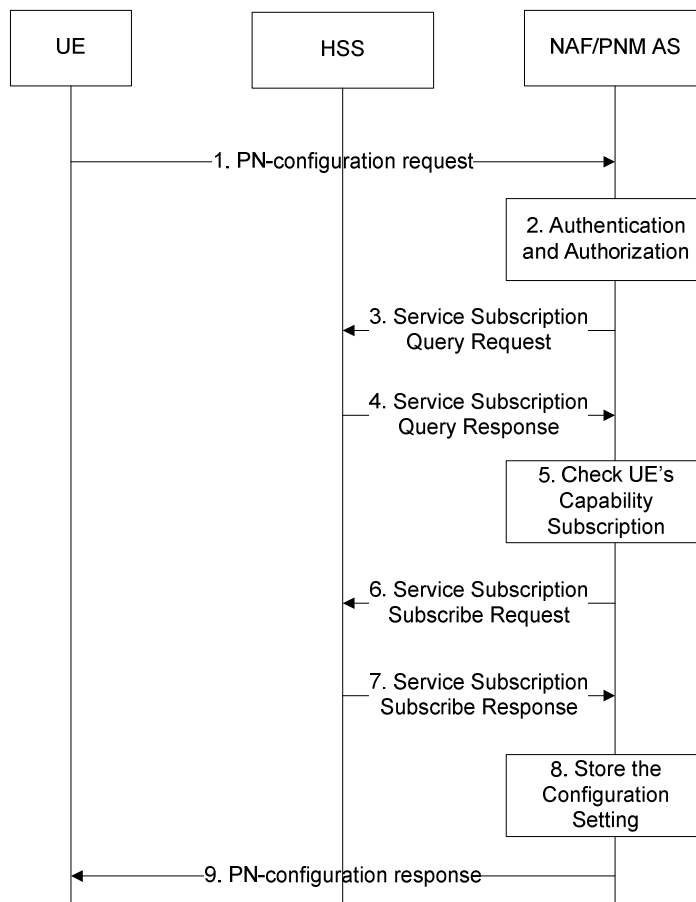 UE
HSS
NAF/PNM AS
1. PN-configuration request
2. Authentication
and Authorization
3. Service Subscription
Query Request
4. Service Subscription
Query Response
5. Check UE’s
Capability
Subscription
6. Service Subscription
Subscribe Request
7. Service Subscription
Subscribe Response
8. Store the
Configuration
Setting
9. PN-configuration response